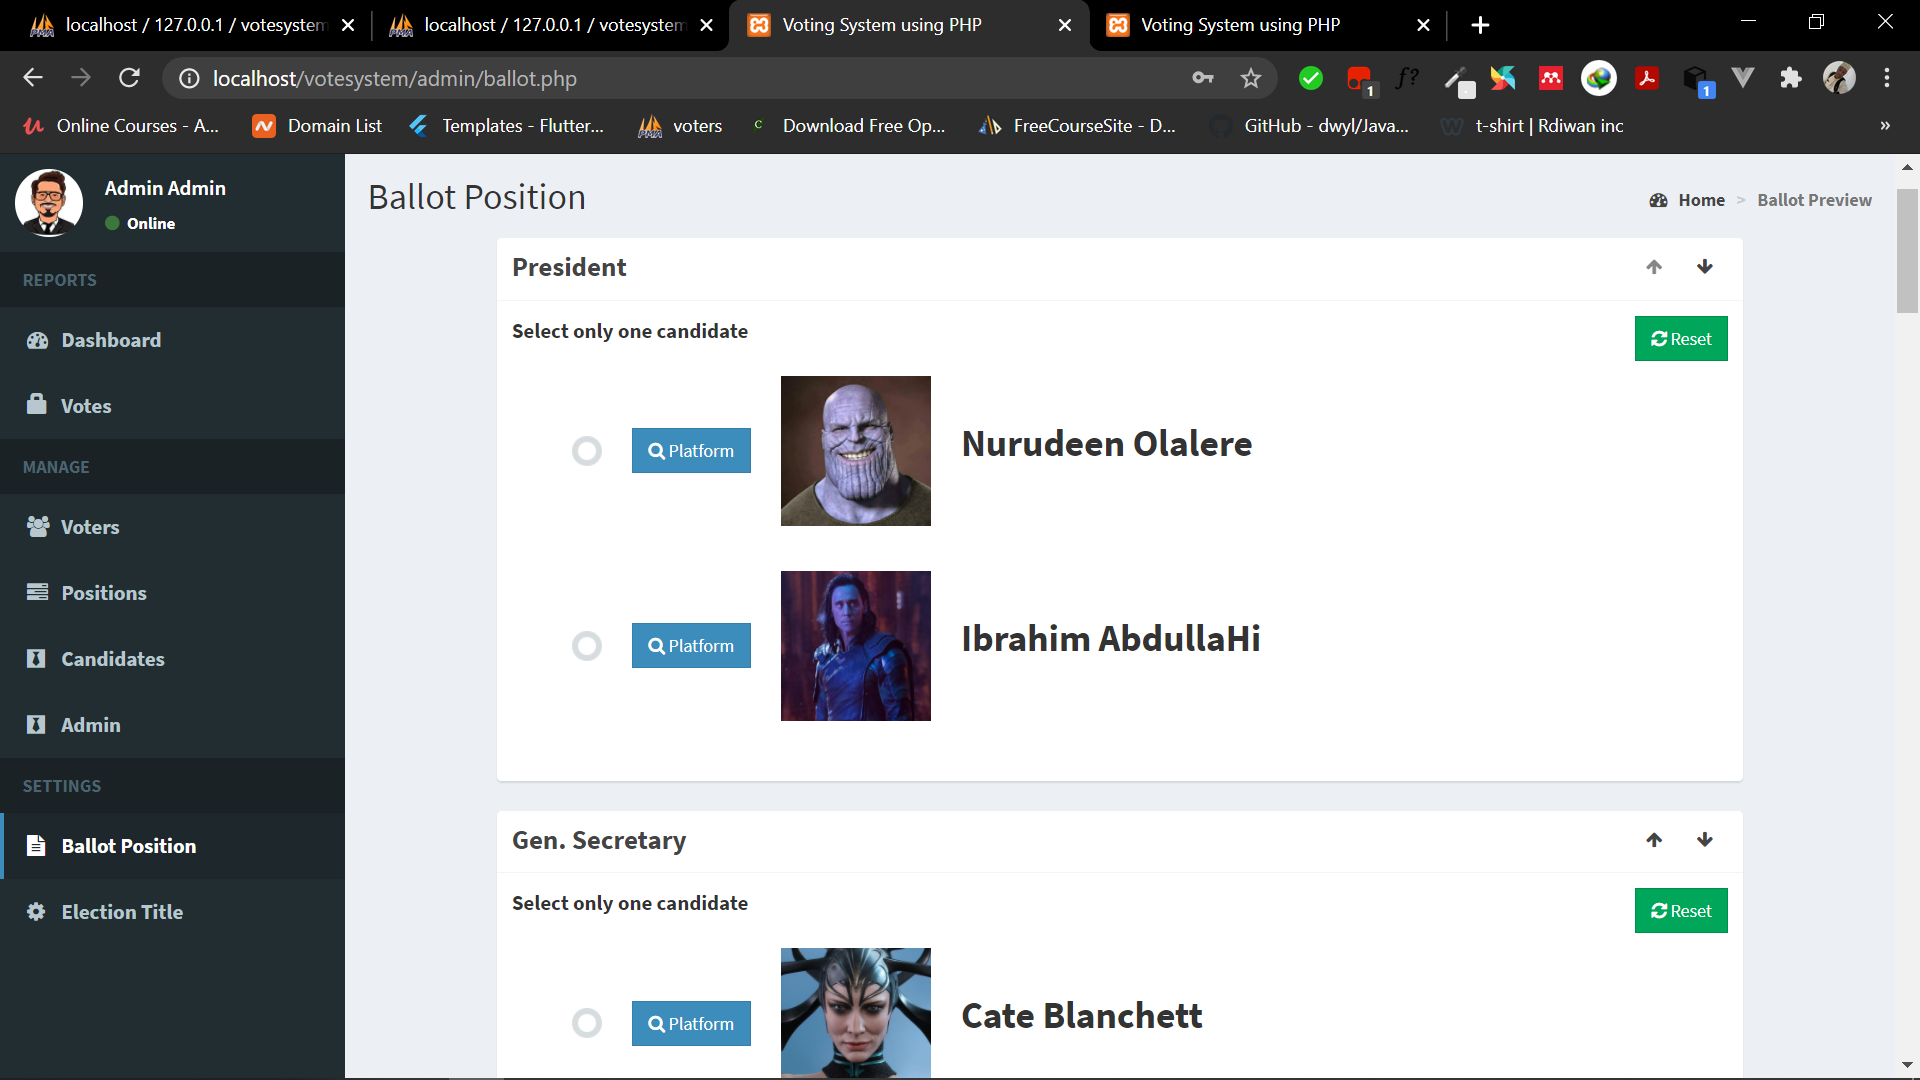 localhost / 127.0.0.1 / votesystem
localhost / 127.0.0.1 / votesystem
Voting System using PHP
Voting System using PHP
localhost/votesystem/admin/ballot.php
1
f?
1
Online Courses - A...
Domain List
Templates - Flutter...
voters
Download Free Op...
FreeCourseSite - D...
GitHub - dwyl/Java...
t-shirt | Rdiwan inc
»
Admin Admin
Online
REPORTS
Dashboard
Votes
MANAGE
Voters
Positions
Candidates
Admin
SETTINGS
Ballot Position
Election Title
Ballot Position
Home > Ballot Preview
President
Select only one candidate
Reset
Platform
Nurudeen Olalere
Platform
Ibrahim AbdullaHi
Gen. Secretary
Select only one candidate
Reset
Platform
Cate Blanchett